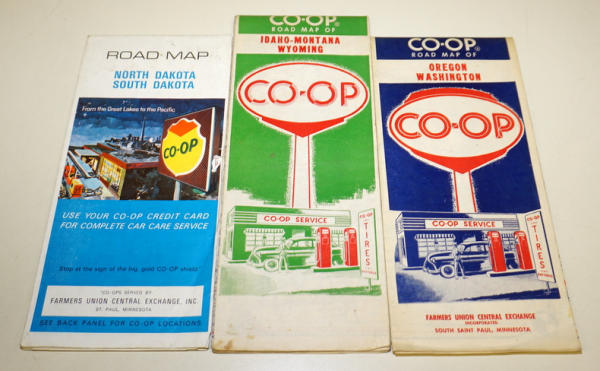 ROAD MAP
NORTH DAKOTA
SOUTH DAKOTA
From the Great Lakes to the Pacific
CO-OP
USE YOUR CO-OP CREDIT CARD
FOR COMPLETE CAR CARE SERVICE
Stop at the sign of the big, gold CO-OP shield
"CO-OPS SERVED BY
FARMERS UNION CENTRAL EXCHANGE, INC.
ST. PAUL, MINNESOTA
SEE BACK PANEL FOR CO-OP LOCATIONS
CO-OP®
ROAD MAP OF
IDAHO-MONTANA
WYOMING
CO-OP
CO-OP SERVICE
CO-OP
TIRES
CO-OP®
ROAD MAP OF
OREGON
WASHINGTON
CO-OP
CO-OP SERVICE
CO-OP
TIRES
FARMERS UNION CENTRAL EXCHANGE
INCORPORATED
SOUTH SAINT PAUL, MINNESOTA